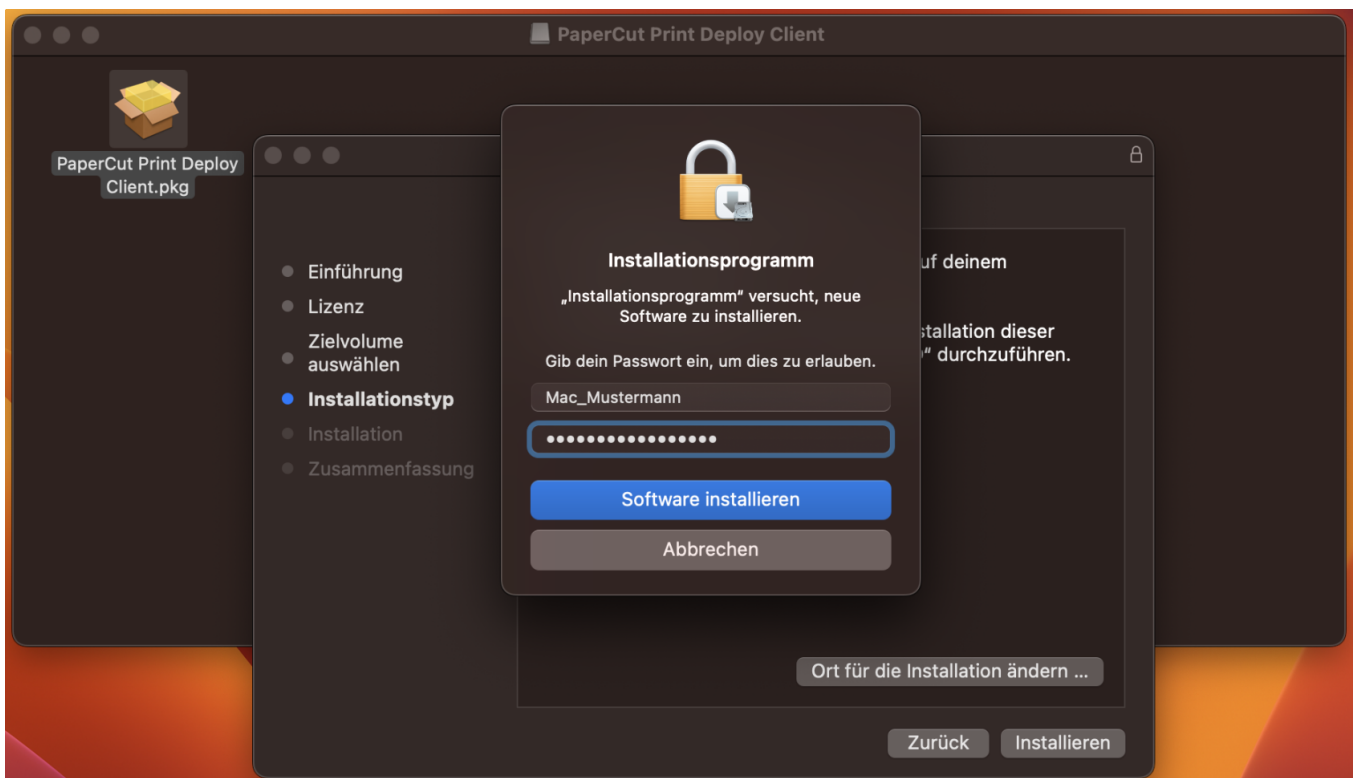 PaperCut Print Deploy Client
PaperCut Print Deploy
Client.pkg
Einführung
Lizenz
Zielvolume
auswählen
Installationstyp
Installation
Zusammenfassung
Installationsprogramm
„Installationsprogramm“ versucht, neue
Software zu installieren.
Gib dein Passwort ein, um dies zu erlauben.
Mac_Mustermann
•••••••••••••••••
Software installieren
Abbrechen
uf deinem
stallation dieser
“ durchzuführen.
Ort für die Installation ändern ...
Zurück
Installieren